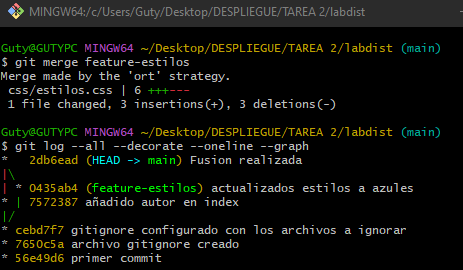 MINGW64:/c/Users/Guty/Desktop/DESPLIEGUE/TAREA 2/labdist
Guty@GUTYPC MINGW64 ~/Desktop/DESPLIEGUE/TAREA 2/labdist (main)
$ git merge feature-estilos
Merge made by the 'ort' strategy.
 css/estilos.css | 6 +++---
 1 file changed, 3 insertions(+), 3 deletions(-)
Guty@GUTYPC MINGW64 ~/Desktop/DESPLIEGUE/TAREA 2/labdist (main)
$ git log --all --decorate --oneline --graph
*   2db6ead (HEAD -> main) Fusion realizada
|\
| * 0435ab4 (feature-estilos) actualizados estilos a azules
* | 7572387 añadido autor en index
|/
* cebd7f7 gitignore configurado con los archivos a ignorar
* 7650c5a archivo gitignore creado
* 56e49d6 primer commit